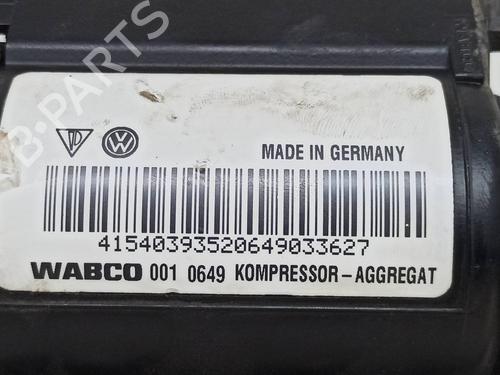 B-PARTS
MADE IN GERMANY
41540393520649033627
WABCO 001 0649 KOMPRESSOR-AGGREGAT